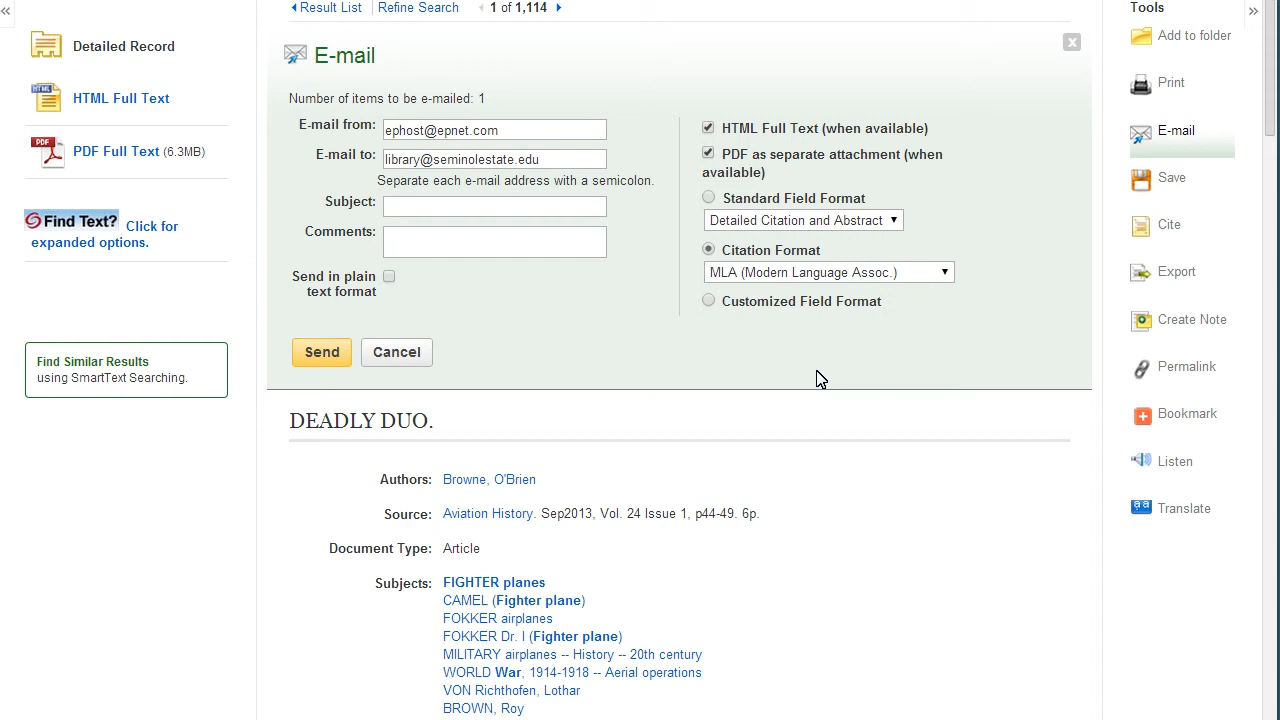 «
Detailed Record
HTML Full Text
PDF Full Text (6.3MB)
Find Text? Click for
expanded options.
Find Similar Results
using SmartText Searching.
Result List Refine Search 1 of 1,114
E-mail
x
Number of items to be e-mailed: 1
E-mail from: ephost@epnet.com
E-mail to: library@seminolestate.edu
Separate each e-mail address with a semicolon.
Subject:
Comments:
Send in plain
text format
Send Cancel
HTML Full Text (when available)
PDF as separate attachment (when
available)
Standard Field Format
Detailed Citation and Abstract
Citation Format
MLA (Modern Language Assoc.)
Customized Field Format
DEADLY DUO.
Authors: Browne, O'Brien
Source: Aviation History. Sep2013, Vol. 24 Issue 1, p44-49. 6p.
Document Type: Article
Subjects: FIGHTER planes
CAMEL (Fighter plane)
FOKKER airplanes
FOKKER Dr. I (Fighter plane)
MILITARY airplanes -- History -- 20th century
WORLD War, 1914-1918 -- Aerial operations
VON Richthofen, Lothar
BROWN, Roy
Tools »
Add to folder
Print
E-mail
Save
Cite
Export
Create Note
Permalink
Bookmark
Listen
Translate